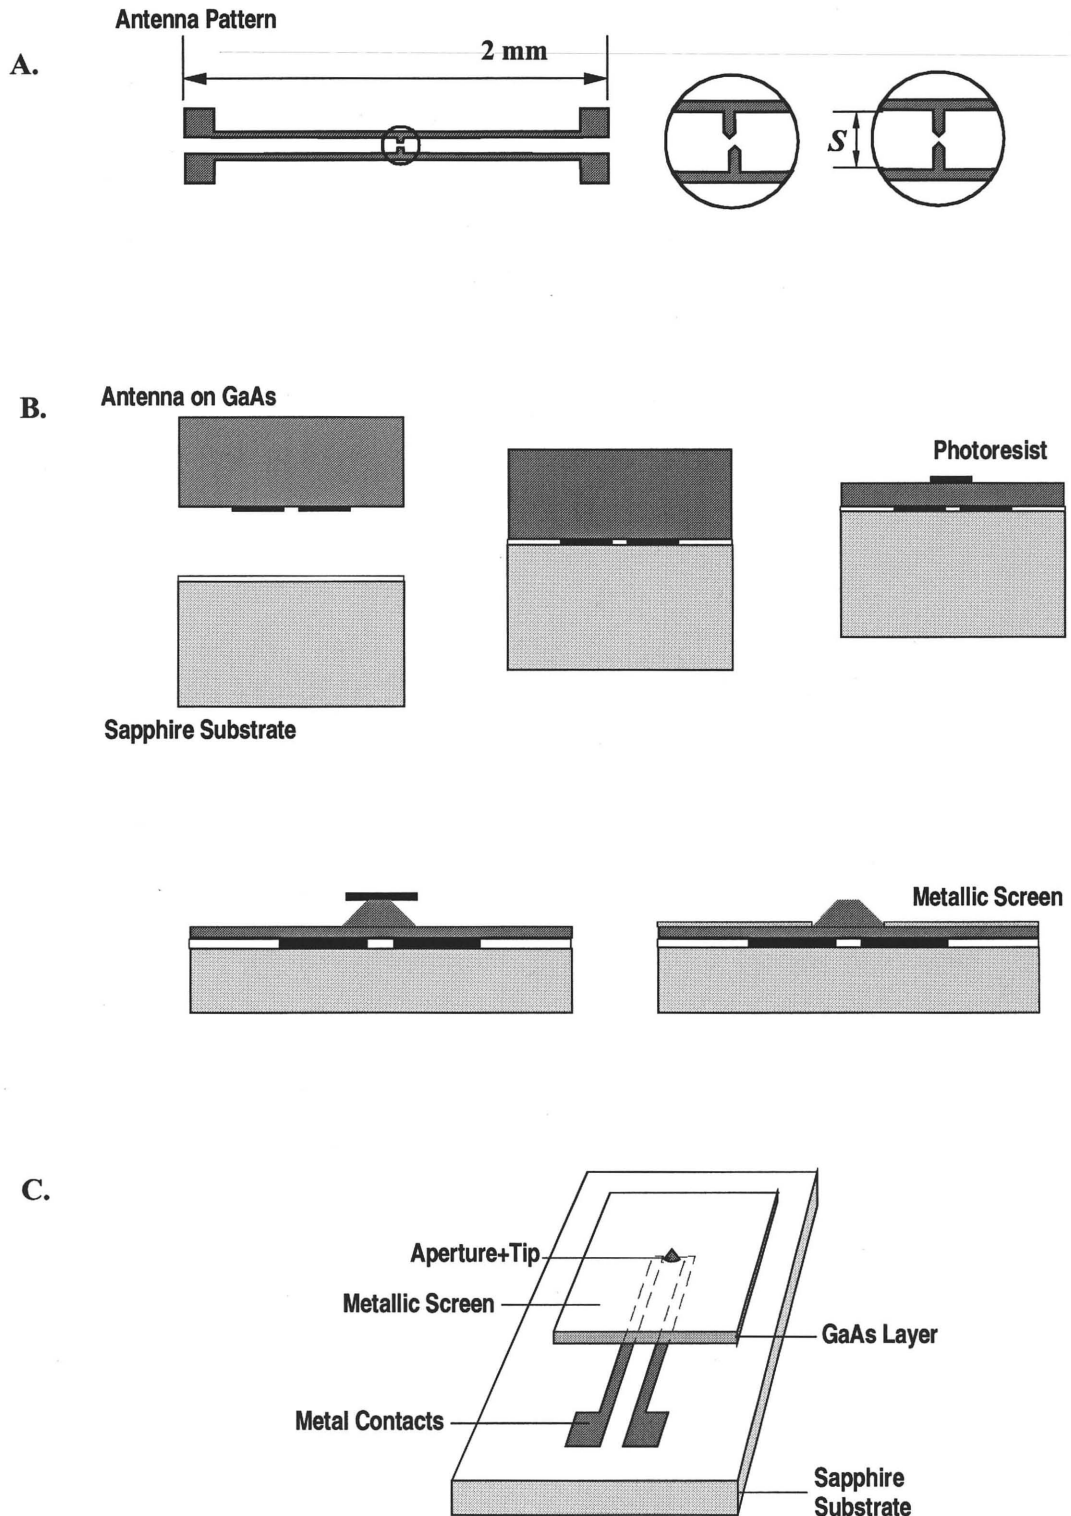 Antenna Pattern
A.
2 mm
S
B.
Antenna on GaAs
Photoresist
Sapphire Substrate
Metallic Screen
C.
Aperture+Tip
Metallic Screen
GaAs Layer
Metal Contacts
Sapphire
Substrate